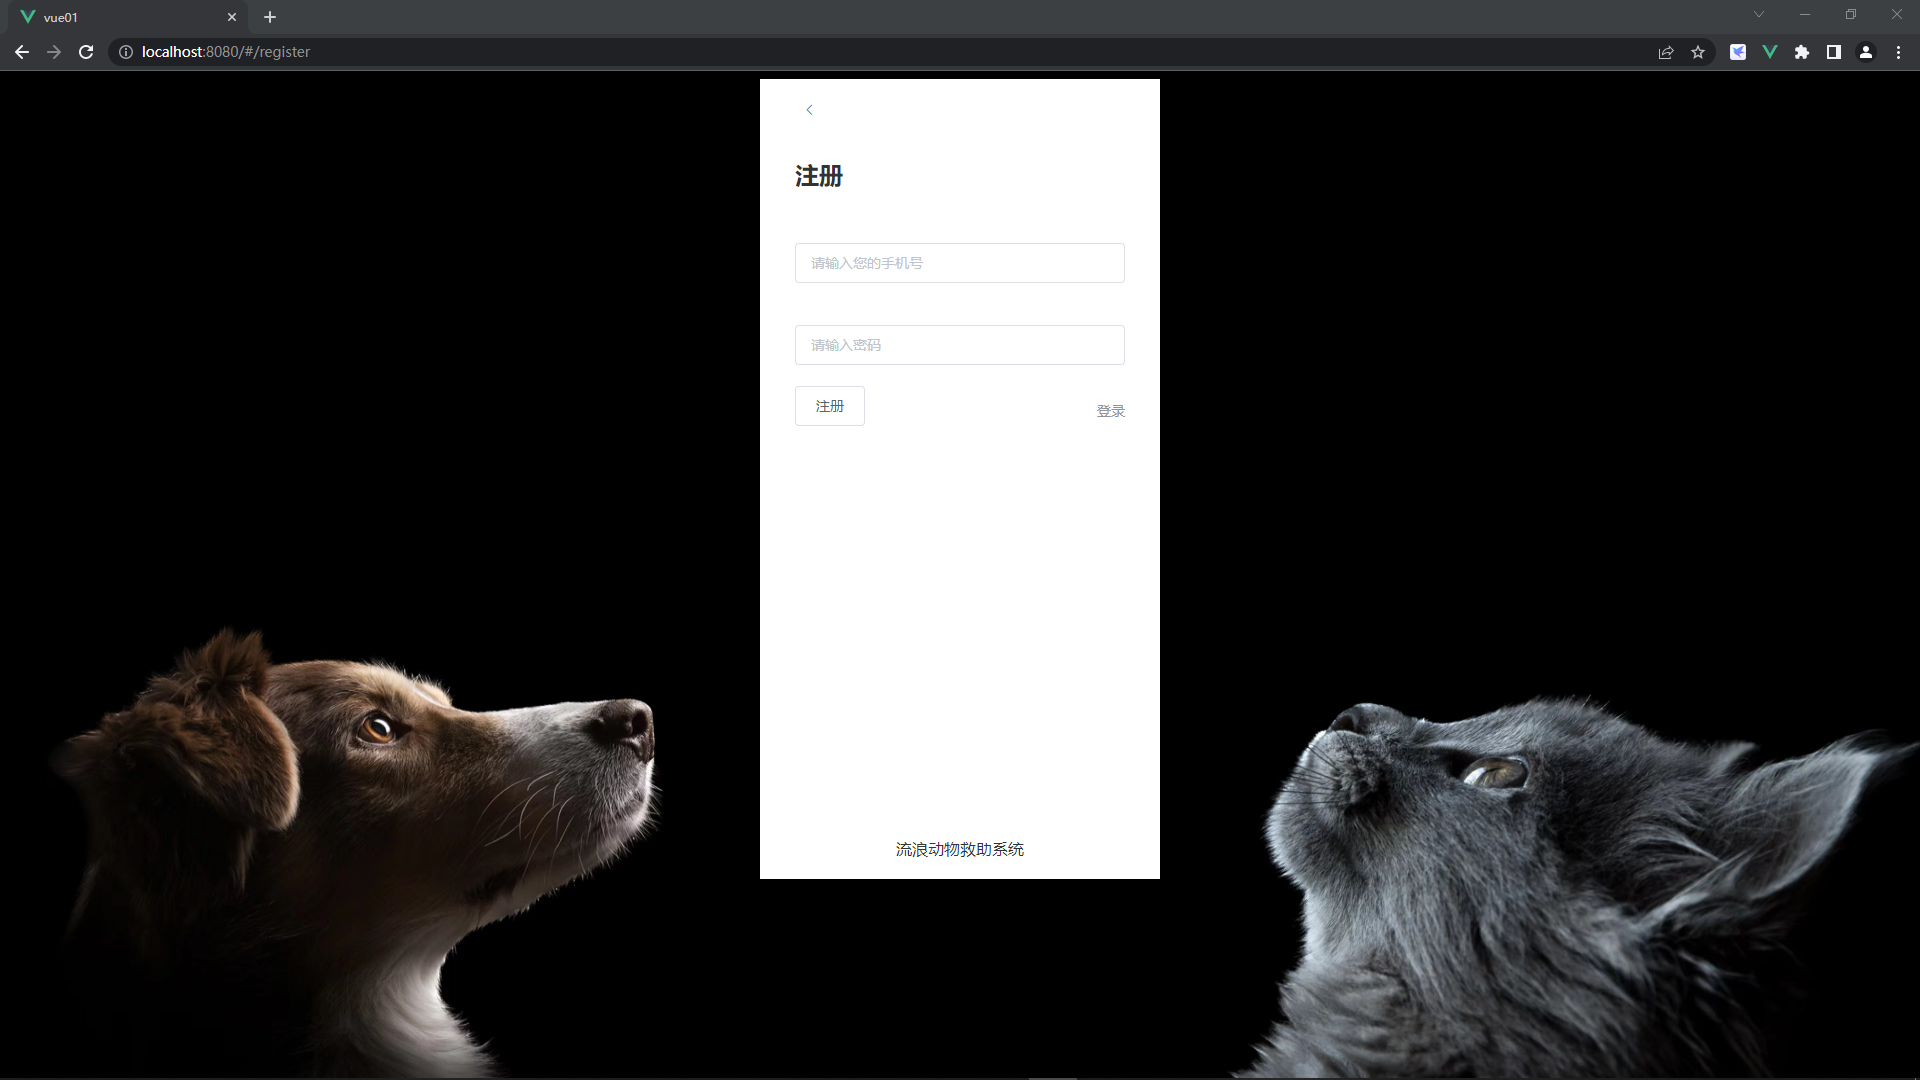 vue01
localhost:8080/#/register
注册
请输入您的手机号
请输入密码
注册
登录
流浪动物救助系统